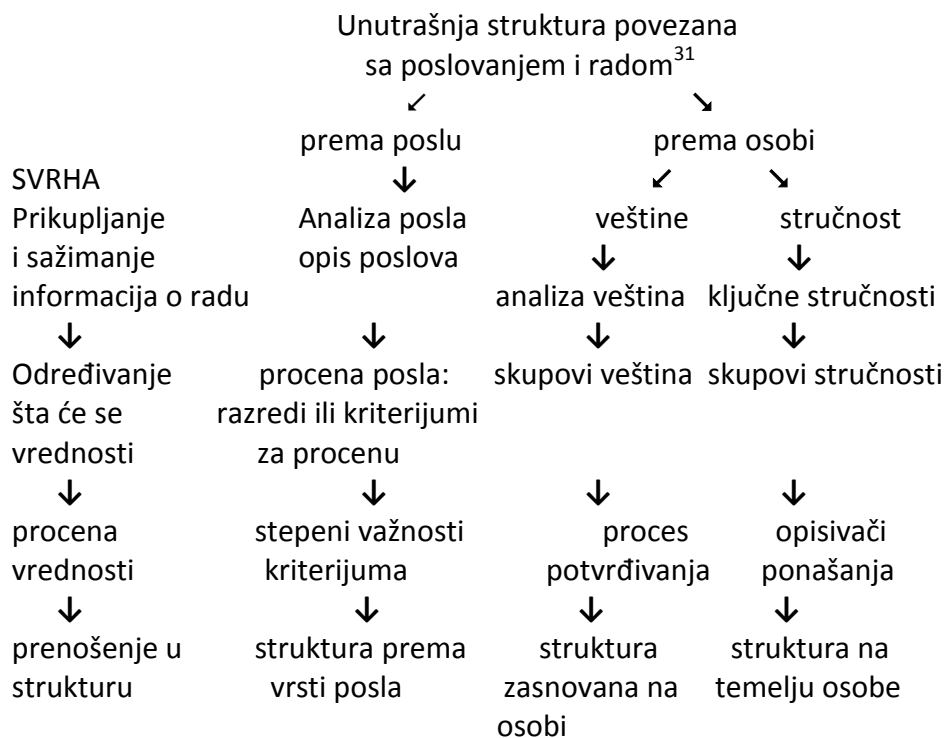 Unutrašnja struktura povezana
sa poslovanjem i radom31
↙ ↘
prema poslu prema osobi
SVRHA ↓ ↙ ↘
Prikupljanje Analiza posla veštine stručnost
i sažimanje opis poslova ↓ ↓
informacija o radu analiza veština ključne stručnosti
↓ ↓ ↓ ↓
Određivanje procena posla: skupovi veština skupovi stručnosti
šta će se razredi ili kriterijumi
vrednosti za procenu
↓ ↓ ↓ ↓
procena stepeni važnosti proces opisivači
vrednosti kriterijuma potvrđivanja ponašanja
↓ ↓ ↓ ↓
prenošenje u struktura prema struktura struktura na
strukturu vrsti posla zasnovana na temelju osobe
osobi